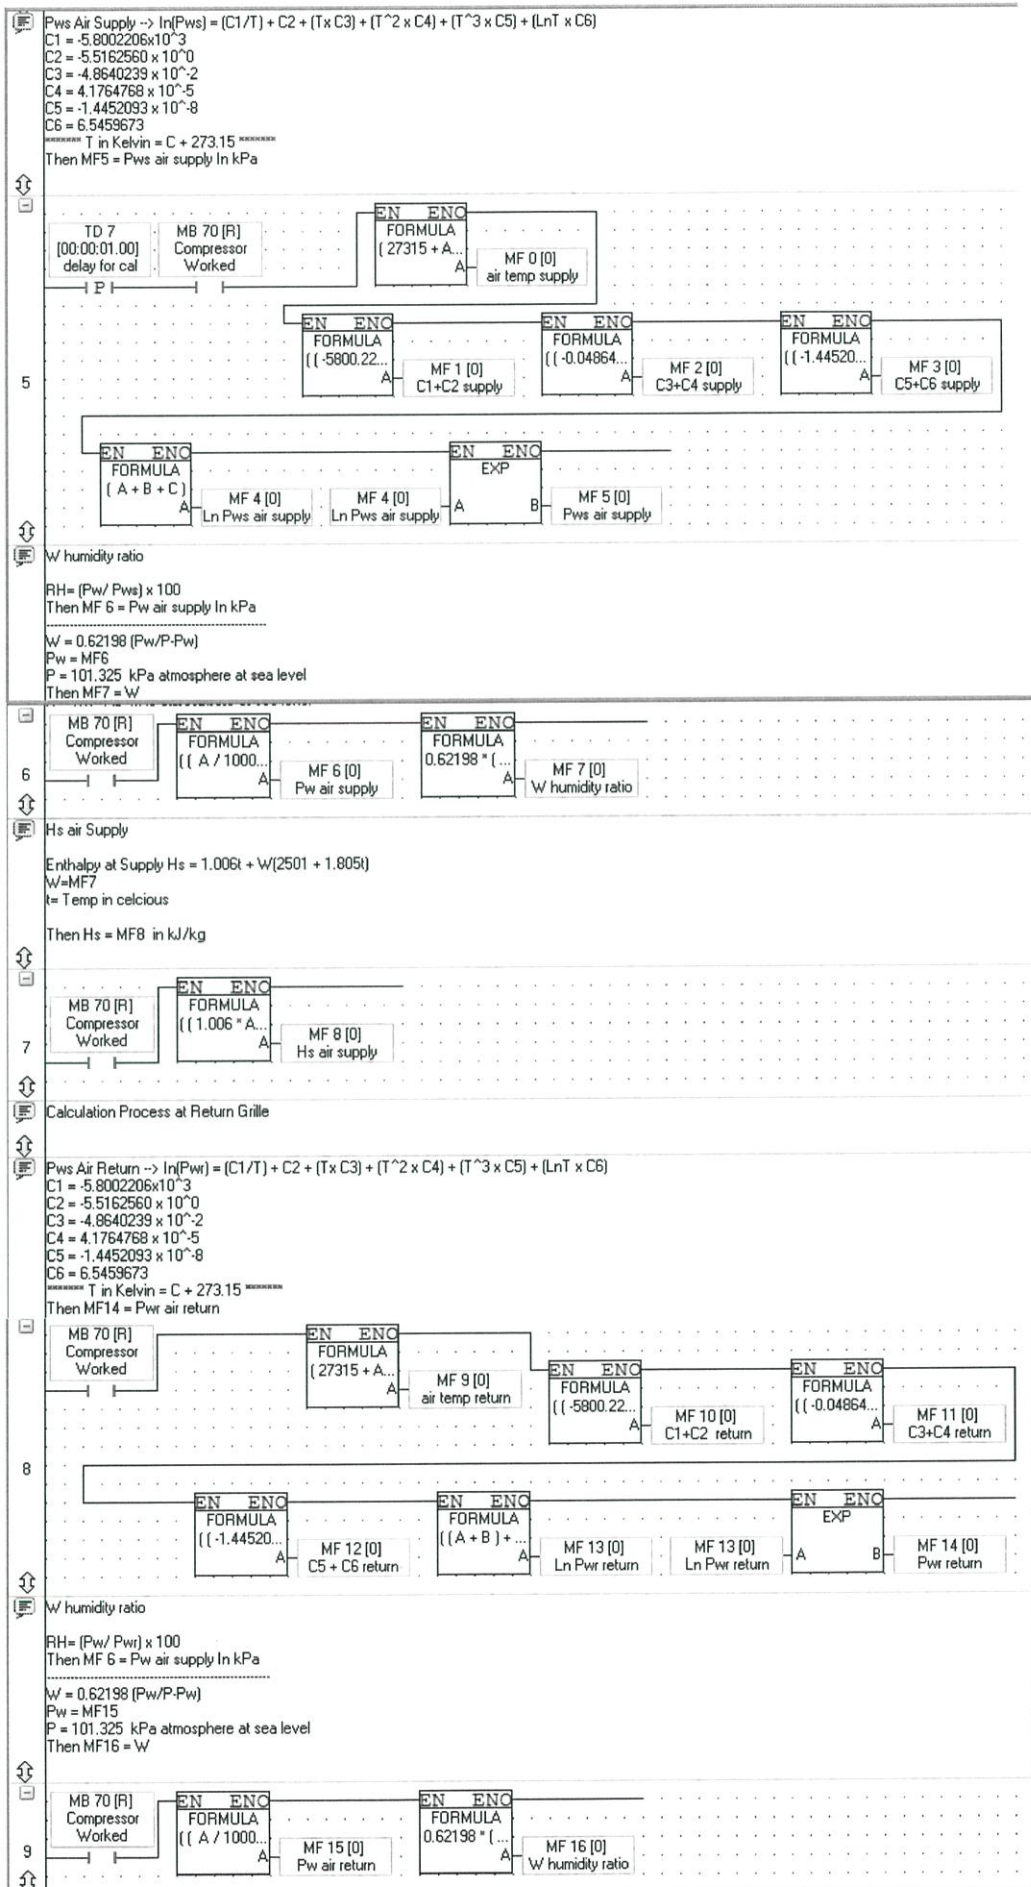 Pws Air Supply --> ln(Pws) = (C1/T) + C2 + (Tx C3) + (T^2 x C4) + (T^3 x C5) + (LnT x C6)
C1 = -5.8002206x10^3
C2 = -5.5162560 x 10^0
C3 = -4.8640239 x 10^-2
C4 = 4.1764768 x 10^-5
C5 = -1.4452093 x 10^-8
C6 = 6.5459673
******* T in Kelvin = C + 273.15 *******
Then MF5 = Pws air supply In kPa
5
TD 7
[00:00:01.00]
delay for cal
P
MB 70 [R]
Compressor
Worked
EN ENO
FORMULA
( 27315 + A...
A
MF 0 [0]
air temp supply
EN ENO
FORMULA
( ( -5800.22...
A
MF 1 [0]
C1+C2 supply
EN ENO
FORMULA
( ( -0.04864...
A
MF 2 [0]
C3+C4 supply
EN ENO
FORMULA
( ( -1.44520...
A
MF 3 [0]
C5+C6 supply
EN ENO
FORMULA
( A + B + C )
A
MF 4 [0]
Ln Pws air supply
MF 4 [0]
Ln Pws air supply
EN ENO
EXP
A B
MF 5 [0]
Pws air supply
W humidity ratio
RH= (Pw/ Pws) x 100
Then MF 6 = Pw air supply In kPa
---------------------------------------------
W = 0.62198 (Pw/P-Pw)
Pw = MF6
P = 101.325 kPa atmosphere at sea level
Then MF7 = W
6
MB 70 [R]
Compressor
Worked
EN ENO
FORMULA
( ( A / 1000...
A
MF 6 [0]
Pw air supply
EN ENO
FORMULA
0.62198 * ( ...
A
MF 7 [0]
W humidity ratio
Hs air Supply
Enthalpy at Supply Hs = 1.006t + W(2501 + 1.805t)
W=MF7
t= Temp in celcious
Then Hs = MF8 in kJ/kg
7
MB 70 [R]
Compressor
Worked
EN ENO
FORMULA
( ( 1.006 * A...
A
MF 8 [0]
Hs air supply
Calculation Process at Return Grille
Pws Air Return --> ln(Pwr) = (C1/T) + C2 + (Tx C3) + (T^2 x C4) + (T^3 x C5) + (LnT x C6)
C1 = -5.8002206x10^3
C2 = -5.5162560 x 10^0
C3 = -4.8640239 x 10^-2
C4 = 4.1764768 x 10^-5
C5 = -1.4452093 x 10^-8
C6 = 6.5459673
******* T in Kelvin = C + 273.15 *******
Then MF14 = Pwr air return
8
MB 70 [R]
Compressor
Worked
EN ENO
FORMULA
( 27315 + A...
A
MF 9 [0]
air temp return
EN ENO
FORMULA
( ( -5800.22...
A
MF 10 [0]
C1+C2 return
EN ENO
FORMULA
( ( -0.04864...
A
MF 11 [0]
C3+C4 return
EN ENO
FORMULA
( ( -1.44520...
A
MF 12 [0]
C5 + C6 return
EN ENO
FORMULA
( ( A + B ) + ...
A
MF 13 [0]
Ln Pwr return
MF 13 [0]
Ln Pwr return
EN ENO
EXP
A B
MF 14 [0]
Pwr return
W humidity ratio
RH= (Pw/ Pwr) x 100
Then MF 6 = Pw air supply In kPa
---------------------------------------------
W = 0.62198 (Pw/P-Pw)
Pw = MF15
P = 101.325 kPa atmosphere at sea level
Then MF16 = W
9
MB 70 [R]
Compressor
Worked
EN ENO
FORMULA
( ( A / 1000...
A
MF 15 [0]
Pw air return
EN ENO
FORMULA
0.62198 * ( ...
A
MF 16 [0]
W humidity ratio